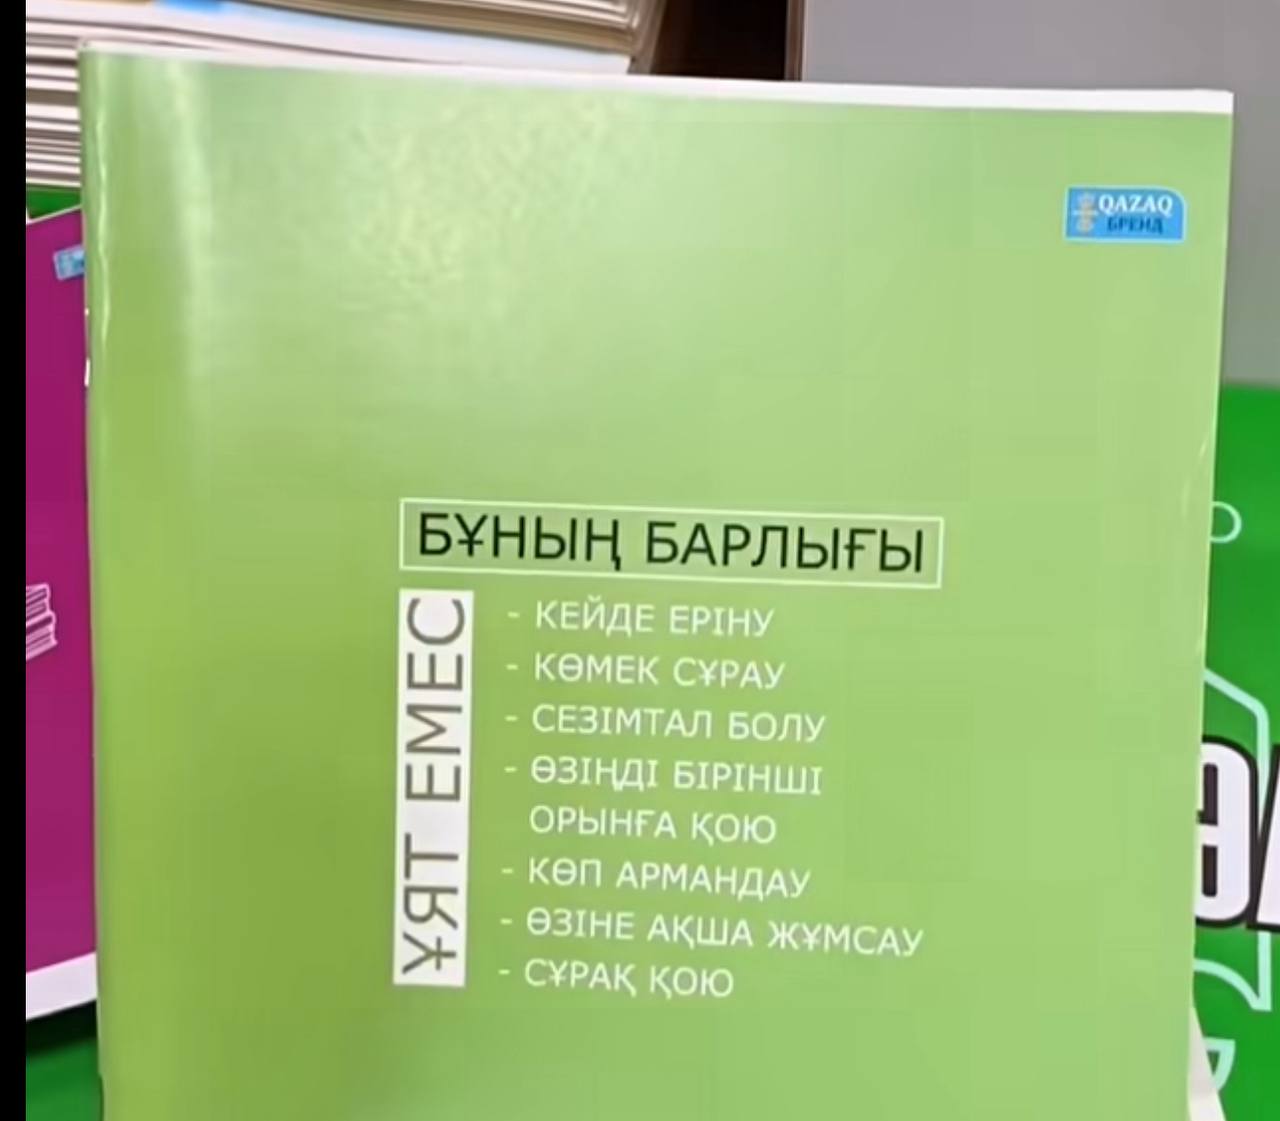 QAZAQ
БРЕНД
БҰНЫҢ БАРЛЫҒЫ
ҰЯТ ЕМЕС
- КЕЙДЕ ЕРІНУ
- КӨМЕК СҰРАУ
- СЕЗІМТАЛ БОЛУ
- ӨЗІҢДІ БІРІНШІ
ОРЫНҒА ҚОЮ
- КӨП АРМАНДАУ
- ӨЗІНЕ АҚША ЖҰМСАУ
- СҰРАҚ ҚОЮ